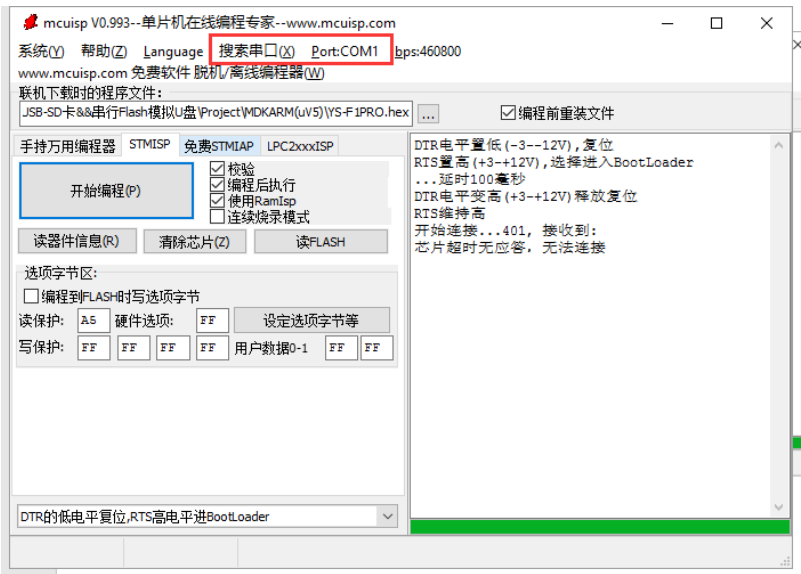 mcuisp V0.993--单片机在线编程专家--www.mcuisp.com
系统(Y) 帮助(Z) Language 搜索串口(X) Port:COM1 bps:460800
www.mcuisp.com 免费软件 脱机/离线编程器(W)
联机下载时的程序文件:
JSB-SD卡&&串行Flash模拟U盘\Project\MDKARM(uV5)\YS-F1PRO.hex ... 编程前重装文件
手持万用编程器 STMISP 免费STMIAP LPC2xxxISP
开始编程(P)
校验
编程后执行
使用RamIsp
连续烧录模式
读器件信息(R) 清除芯片(Z) 读FLASH
选项字节区:
编程到FLASH时写选项字节
读保护: A5 硬件选项: FF 设定选项字节等
写保护: FF FF FF FF 用户数据0-1 FF FF
DTR的低电平复位,RTS高电平进BootLoader
DTR电平置低(-3--12V),复位
RTS置高(+3-+12V),选择进入BootLoader
...延时100毫秒
DTR电平变高(+3-+12V)释放复位
RTS维持高
开始连接...401, 接收到:
芯片超时无应答，无法连接